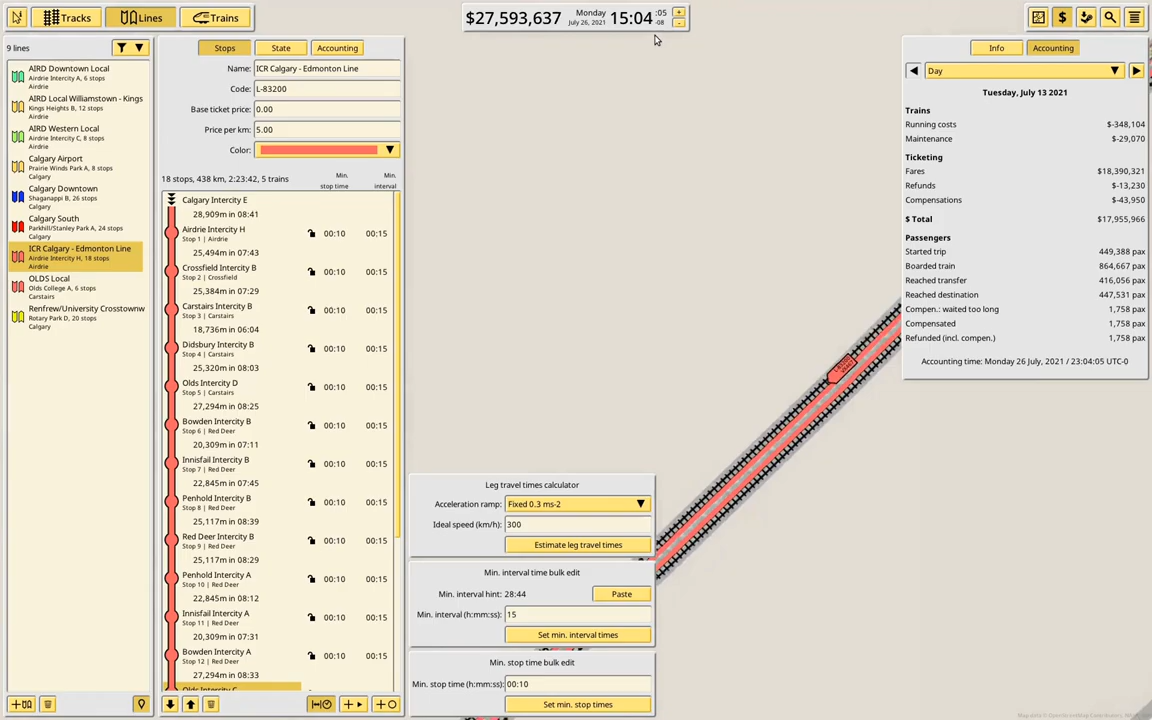 Tracks
Lines
Trains
$27,593,637
Monday
July 26, 2021
15:04
:05
-08
+
-
9 lines
AIRD Downtown Local
Airdrie Intercity A, 6 stops
Airdrie
AIRD Local Williamstown - Kings
Kings Heights B, 12 stops
Airdrie
AIRD Western Local
Airdrie Intercity C, 8 stops
Airdrie
Calgary Airport
Prairie Winds Park A, 8 stops
Calgary
Calgary Downtown
Shaganappi B, 26 stops
Calgary
Calgary South
Parkhill/Stanley Park A, 24 stops
Calgary
ICR Calgary - Edmonton Line
Airdrie Intercity H, 18 stops
Airdrie
OLDS Local
Olds College A, 6 stops
Carstairs
Renfrew/University Crosstownw
Rotary Park D, 20 stops
Calgary
Stops
State
Accounting
Name:
ICR Calgary - Edmonton Line
Code:
L-83200
Base ticket price:
0.00
Price per km:
5.00
Color:
18 stops, 438 km, 2:23:42, 5 trains
Min.
stop time
Min.
interval
Calgary Intercity E
28,909m in 08:41
Airdrie Intercity H
Stop 1 | Airdrie
00:10
00:15
25,494m in 07:43
Crossfield Intercity B
Stop 2 | Crossfield
00:10
00:15
25,384m in 07:29
Carstairs Intercity B
Stop 3 | Carstairs
00:10
00:15
18,736m in 06:04
Didsbury Intercity B
Stop 4 | Carstairs
00:10
00:15
25,320m in 08:03
Olds Intercity D
Stop 5 | Carstairs
00:10
00:15
27,294m in 08:25
Bowden Intercity B
Stop 6 | Red Deer
00:10
00:15
20,309m in 07:11
Innisfail Intercity B
Stop 7 | Red Deer
00:10
00:15
22,845m in 07:45
Penhold Intercity B
Stop 8 | Red Deer
00:10
00:15
25,117m in 08:39
Red Deer Intercity B
Stop 9 | Red Deer
00:10
00:15
25,117m in 08:29
Penhold Intercity A
Stop 10 | Red Deer
00:10
00:15
22,845m in 08:12
Innisfail Intercity A
Stop 11 | Red Deer
00:10
00:15
20,309m in 07:31
Bowden Intercity A
Stop 12 | Red Deer
00:10
00:15
27,294m in 08:33
Olds Intercity C
Leg travel times calculator
Acceleration ramp:
Fixed 0.3 ms-2
Ideal speed (km/h):
300
Estimate leg travel times
Min. interval time bulk edit
Min. interval hint: 28:44
Paste
Min. interval (h:mm:ss):
15
Set min. interval times
Min. stop time bulk edit
Min. stop time (h:mm:ss):
00:10
Set min. stop times
Info
Accounting
Day
Tuesday, July 13 2021
Trains
Running costs $-348,104
Maintenance $-29,070
Ticketing
Fares $18,390,321
Refunds $-13,230
Compensations $-43,950
$ Total $17,955,966
Passengers
Started trip 449,388 pax
Boarded train 864,667 pax
Reached transfer 416,056 pax
Reached destination 447,531 pax
Compen.: waited too long 1,758 pax
Compensated 1,758 pax
Refunded (incl. compen.) 1,758 pax
Accounting time: Monday 26 July, 2021 / 23:04:05 UTC-0